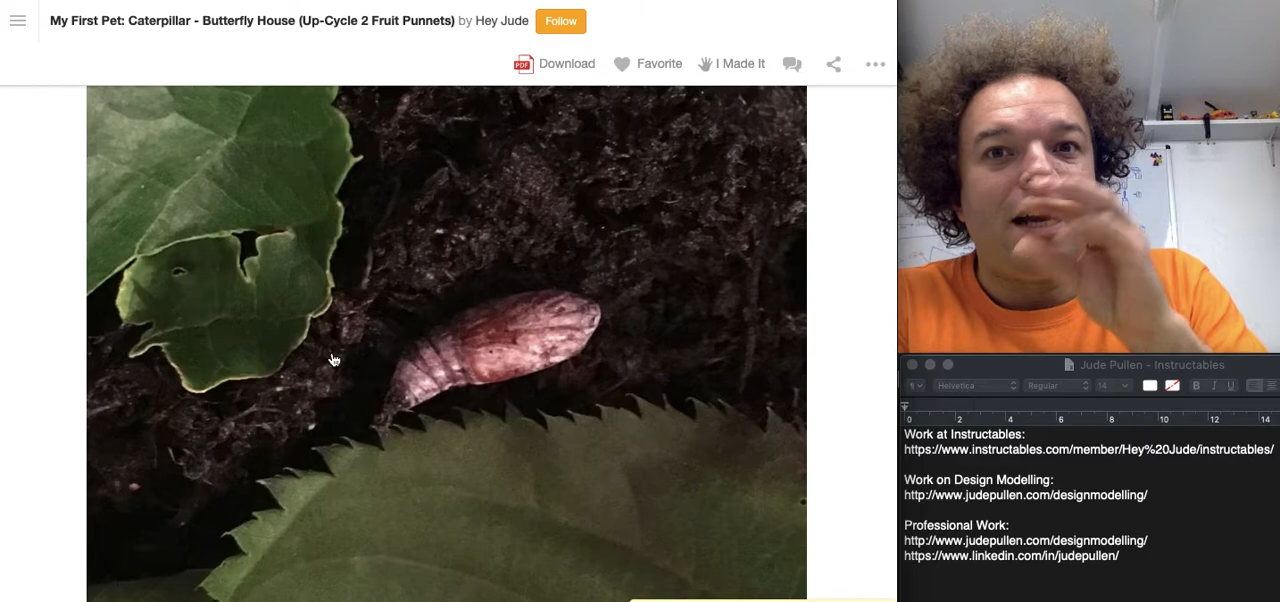 My First Pet: Caterpillar - Butterfly House (Up-Cycle 2 Fruit Punnets) by Hey Jude Follow
PDF Download Favorite I Made It
Jude Pullen - Instructables
Helvetica Regular 14 B I U
0 2 4 6 8 10 12 14
Work at Instructables:
https://www.instructables.com/member/Hey%20Jude/instructables/
Work on Design Modelling:
http://www.judepullen.com/designmodelling/
Professional Work:
http://www.judepullen.com/designmodelling/
https://www.linkedin.com/in/judepullen/